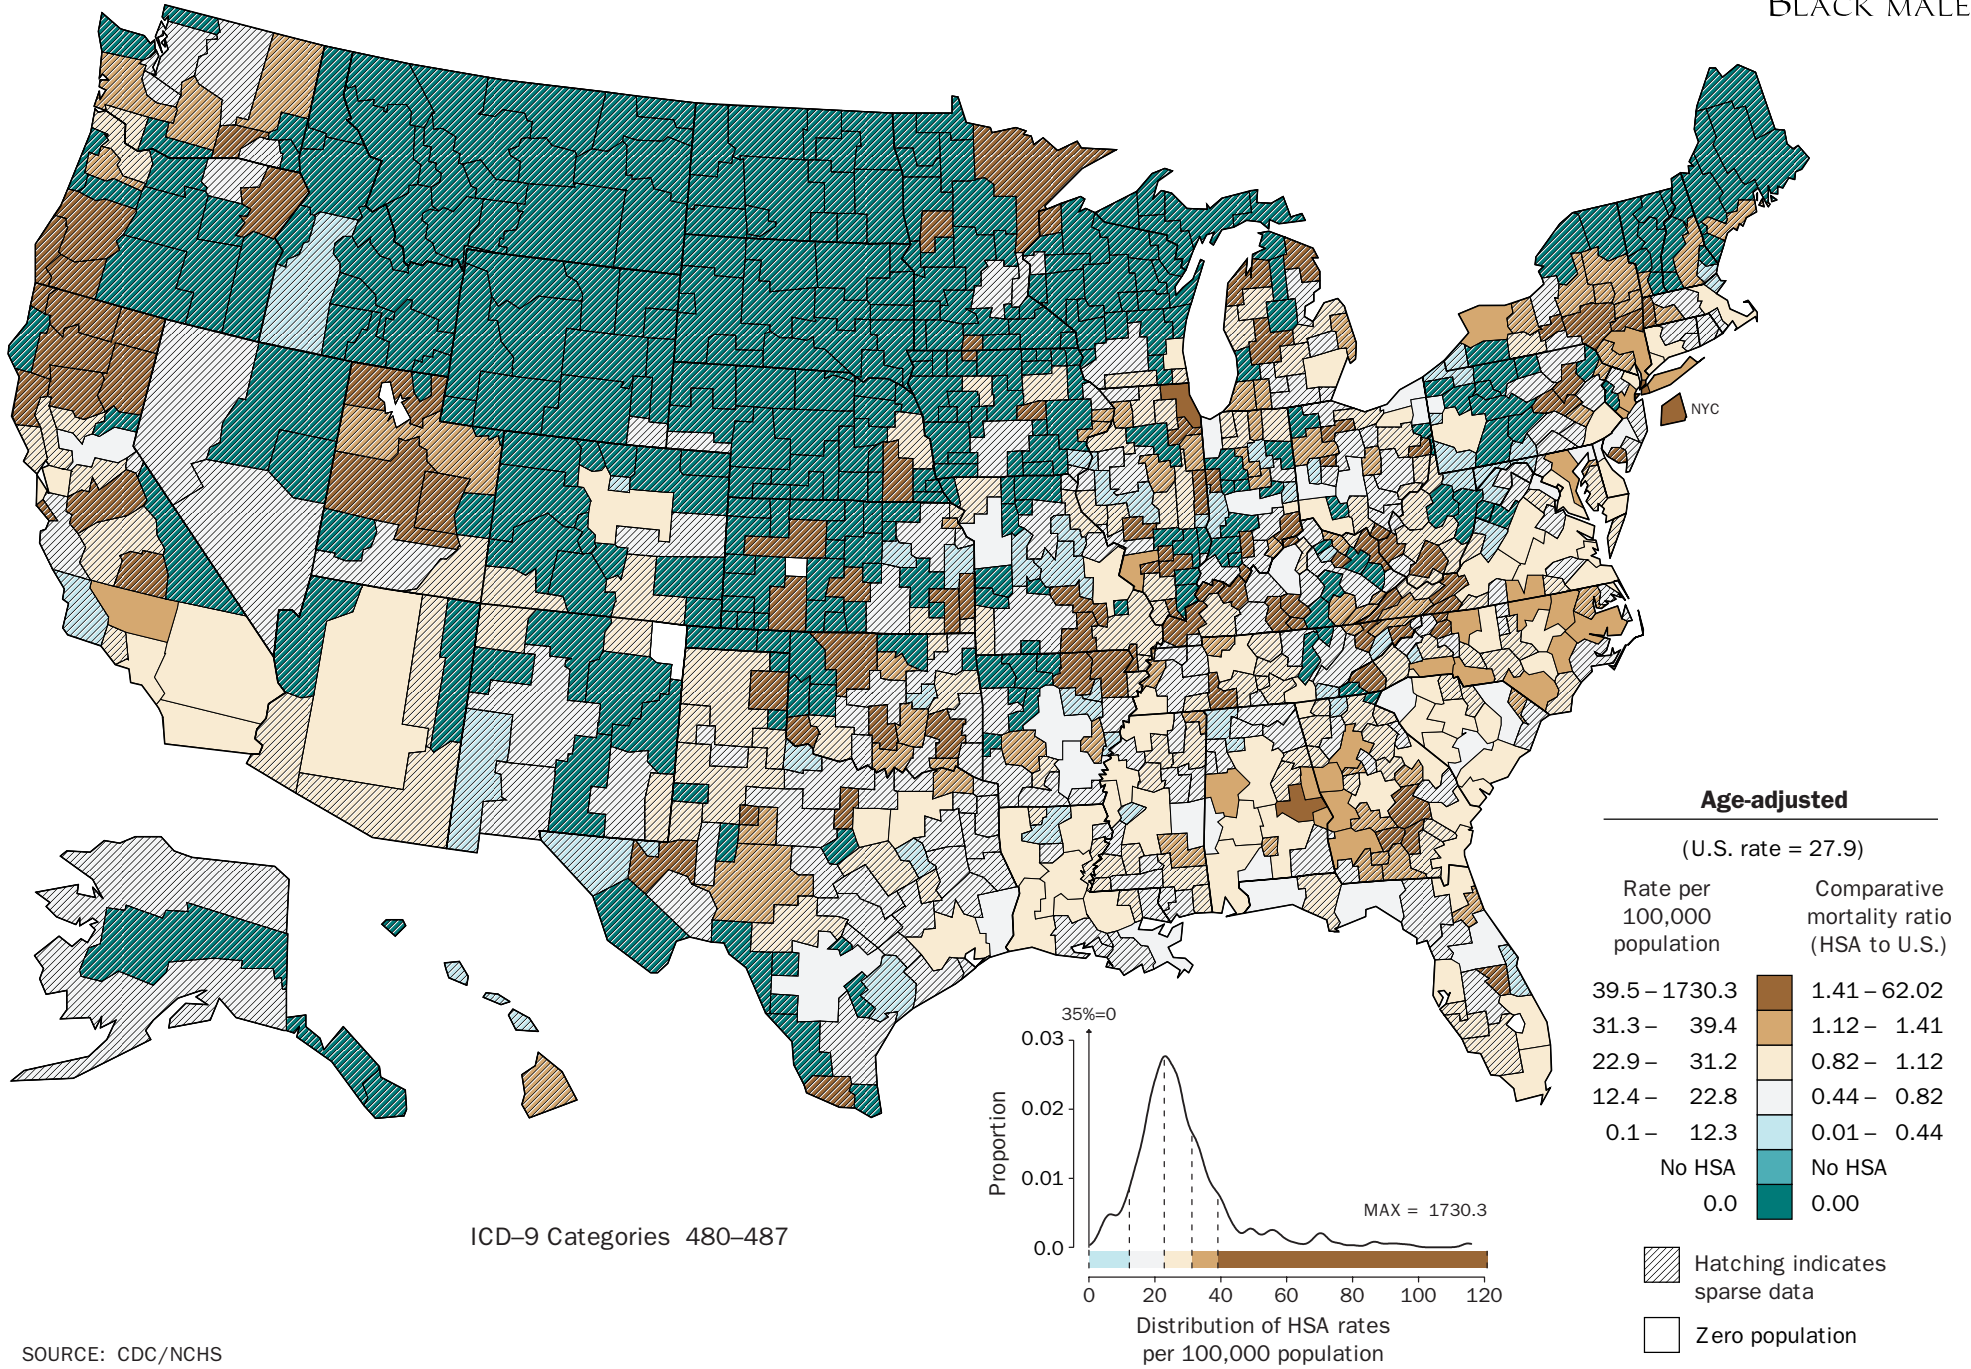 BLACK MALE
NYC
Age-adjusted
(U.S. rate = 27.9)
Rate per 100,000 population
Comparative mortality ratio (HSA to U.S.)
39.5 – 1730.3 1.41 – 62.02
31.3 – 39.4 1.12 – 1.41
22.9 – 31.2 0.82 – 1.12
12.4 – 22.8 0.44 – 0.82
0.1 – 12.3 0.01 – 0.44
No HSA No HSA
0.0 0.00
Hatching indicates
sparse data
Zero population
35%=0
0.03
0.02
0.01
0.0
Proportion
MAX = 1730.3
0 20 40 60 80 100 120
Distribution of HSA rates
per 100,000 population
ICD–9 Categories 480–487
SOURCE: CDC/NCHS